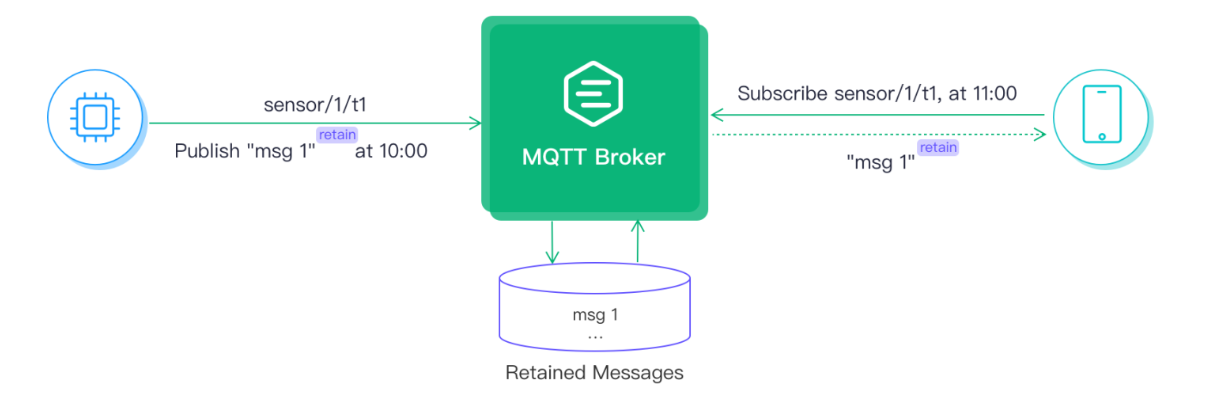 sensor/1/t1
Publish "msg 1" retain at 10:00
MQTT Broker
Subscribe sensor/1/t1, at 11:00
"msg 1" retain
msg 1
...
Retained Messages